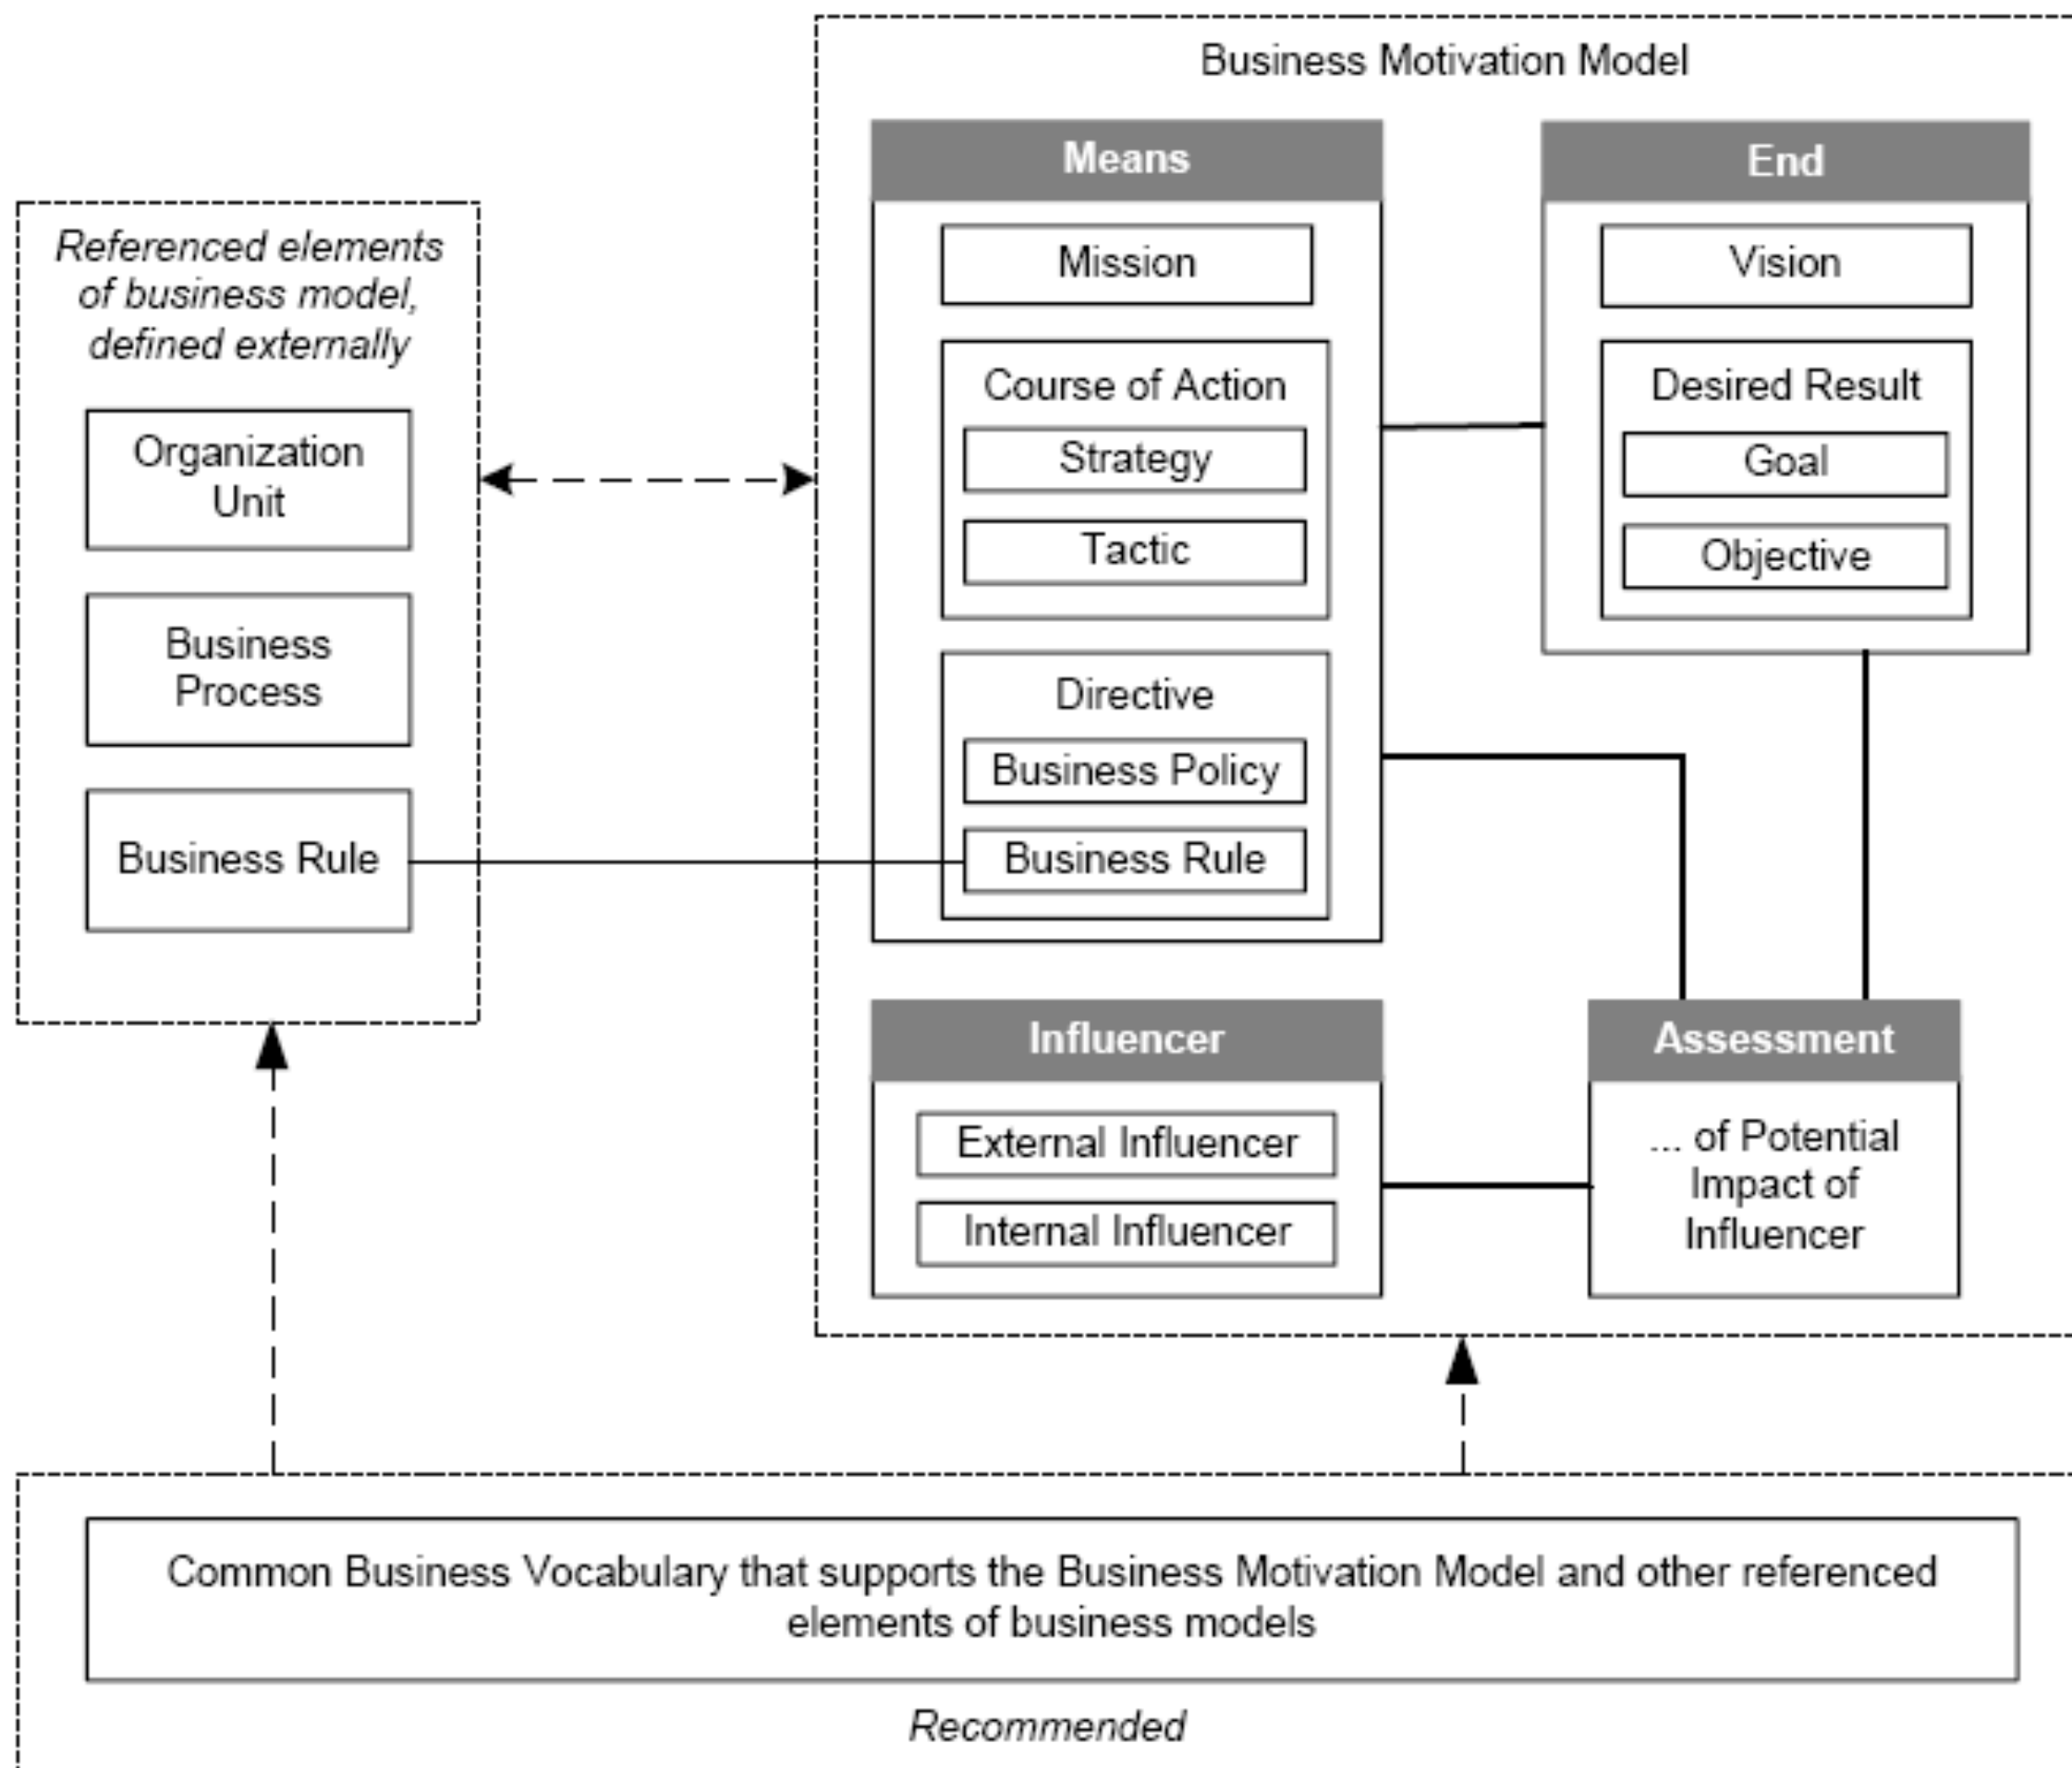 Business Motivation Model
Means
Mission
Course of Action
Strategy
Tactic
Directive
Business Policy
Business Rule
End
Vision
Desired Result
Goal
Objective
Referenced elements
of business model,
defined externally
Organization
Unit
Business
Process
Business Rule
Influencer
External Influencer
Internal Influencer
Assessment
... of Potential
Impact of
Influencer
Common Business Vocabulary that supports the Business Motivation Model and other referenced
elements of business models
Recommended